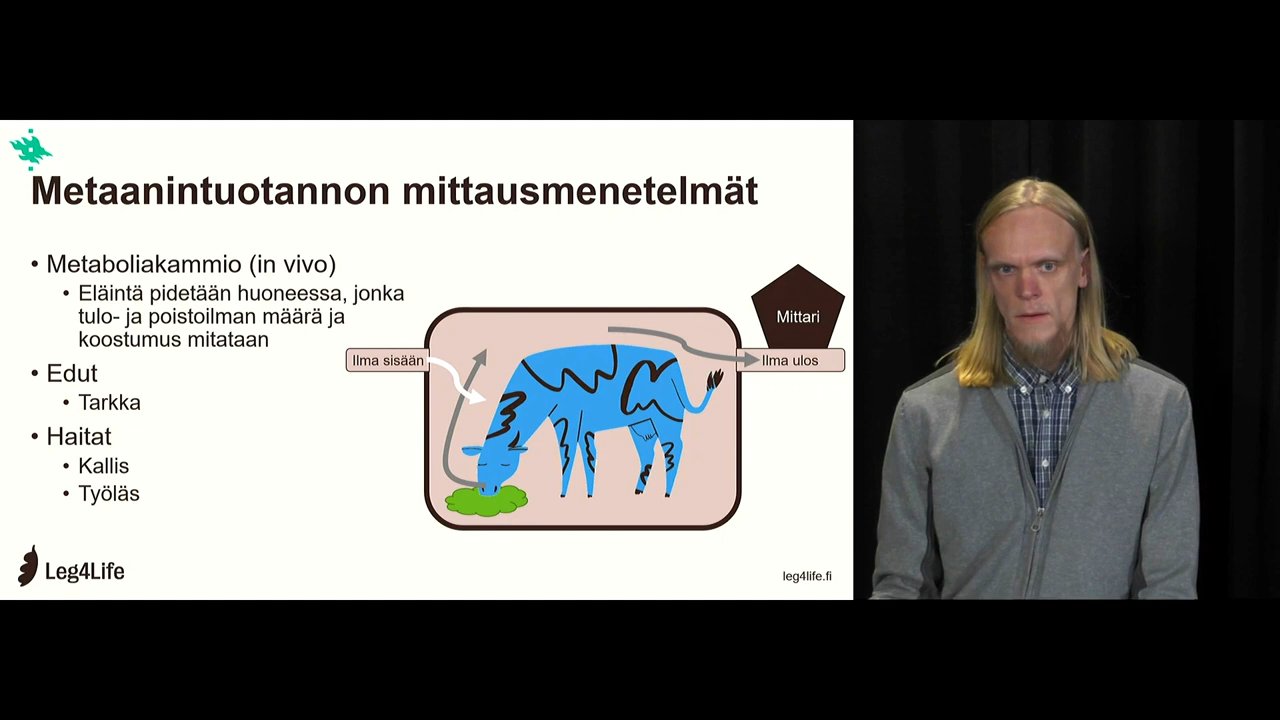 Metaanintuotannon mittausmenetelmät
• Metaboliakammio (in vivo)
• Eläintä pidetään huoneessa, jonka
tulo- ja poistoilman määrä ja
koostumus mitataan
• Edut
• Tarkka
• Haitat
• Kallis
• Työläs
Mittari
Ilma sisään
Ilma ulos
Leg4Life
leg4life.fi